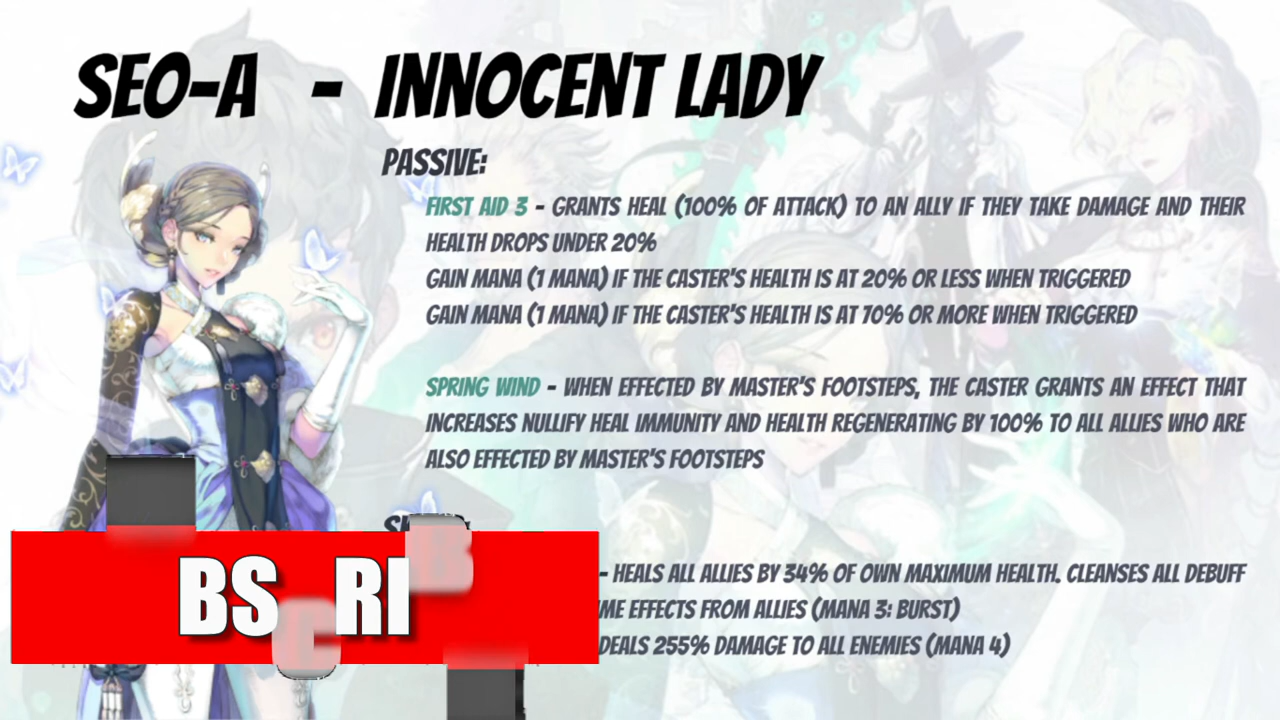 SEO-A - INNOCENT LADY
PASSIVE:
FIRST AID 3 - GRANTS HEAL (100% OF ATTACK) TO AN ALLY IF THEY TAKE DAMAGE AND THEIR
HEALTH DROPS UNDER 20%
GAIN MANA (1 MANA) IF THE CASTER'S HEALTH IS AT 20% OR LESS WHEN TRIGGERED
GAIN MANA (1 MANA) IF THE CASTER'S HEALTH IS AT 70% OR MORE WHEN TRIGGERED
SPRING WIND - WHEN EFFECTED BY MASTER'S FOOTSTEPS, THE CASTER GRANTS AN EFFECT THAT
INCREASES NULLIFY HEAL IMMUNITY AND HEALTH REGENERATING BY 100% TO ALL ALLIES WHO ARE
ALSO EFFECTED BY MASTER'S FOOTSTEPS
- HEALS ALL ALLIES BY 34% OF OWN MAXIMUM HEALTH. CLEANSES ALL DEBUFF
ME EFFECTS FROM ALLIES (MANA 3: BURST)
DEALS 255% DAMAGE TO ALL ENEMIES (MANA 4)
BS RI
B
C